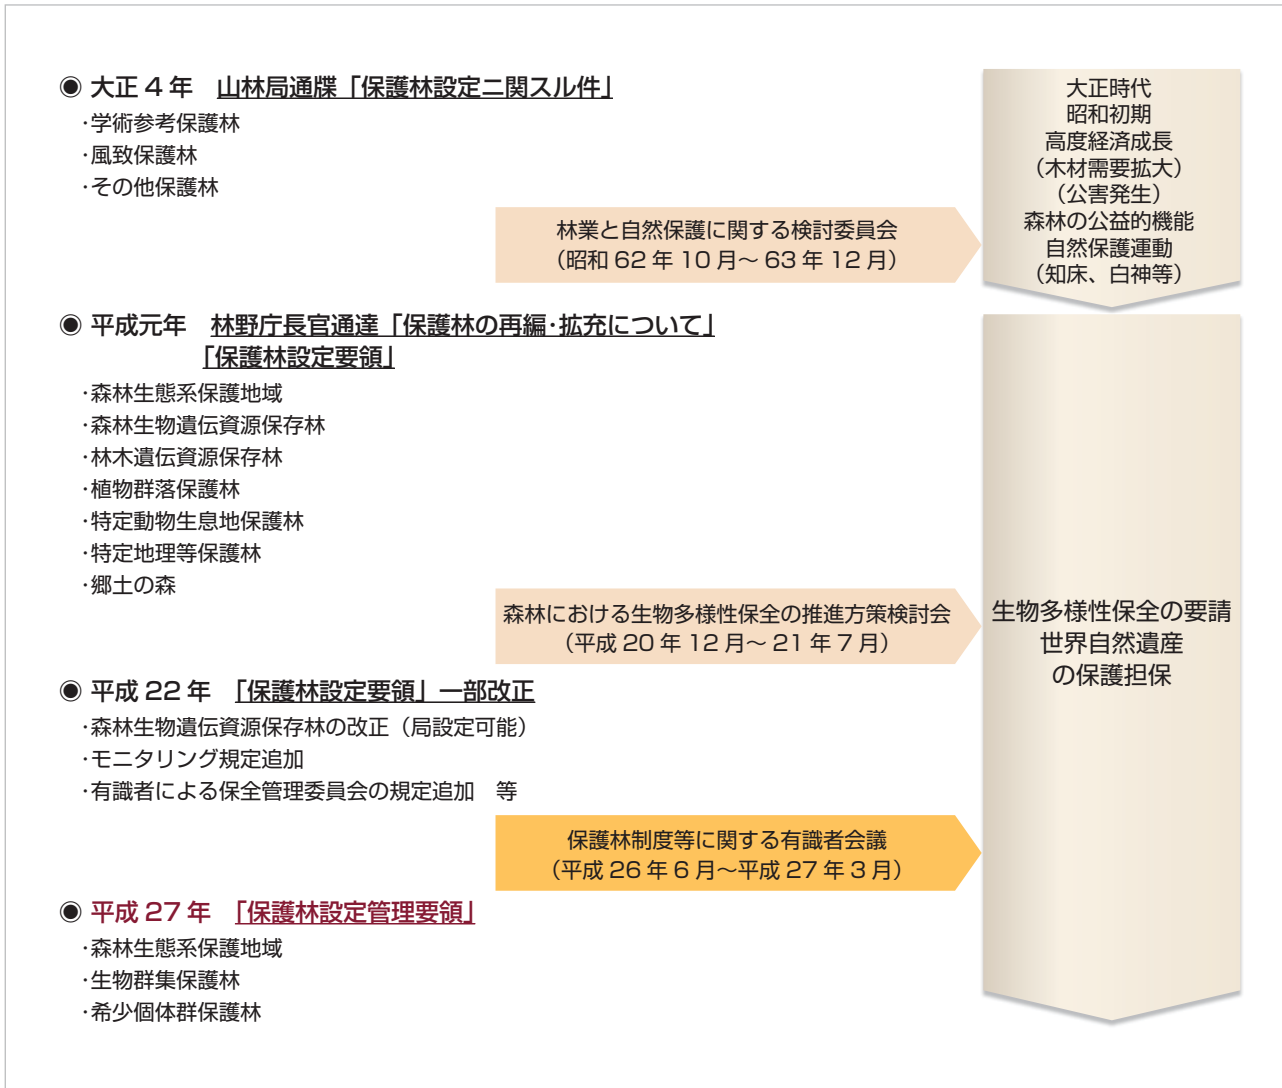 ◉ 大正 4 年　山林局通牒「保護林設定ニ関スル件」
・学術参考保護林
・風致保護林
・その他保護林
林業と自然保護に関する検討委員会
（昭和 62 年 10 月～ 63 年 12 月）
大正時代
昭和初期
高度経済成長
（木材需要拡大）
（公害発生）
森林の公益的機能
自然保護運動
（知床、白神等）
◉ 平成元年　林野庁長官通達「保護林の再編・拡充について」
「保護林設定要領」
・森林生態系保護地域
・森林生物遺伝資源保存林
・林木遺伝資源保存林
・植物群落保護林
・特定動物生息地保護林
・特定地理等保護林
・郷土の森
森林における生物多様性保全の推進方策検討会
（平成 20 年 12 月～ 21 年 7 月）
生物多様性保全の要請
世界自然遺産
の保護担保
◉ 平成 22 年　「保護林設定要領」一部改正
・森林生物遺伝資源保存林の改正（局設定可能）
・モニタリング規定追加
・有識者による保全管理委員会の規定追加　等
保護林制度等に関する有識者会議
（平成 26 年 6 月～平成 27 年 3 月）
◉ 平成 27 年　「保護林設定管理要領」
・森林生態系保護地域
・生物群集保護林
・希少個体群保護林